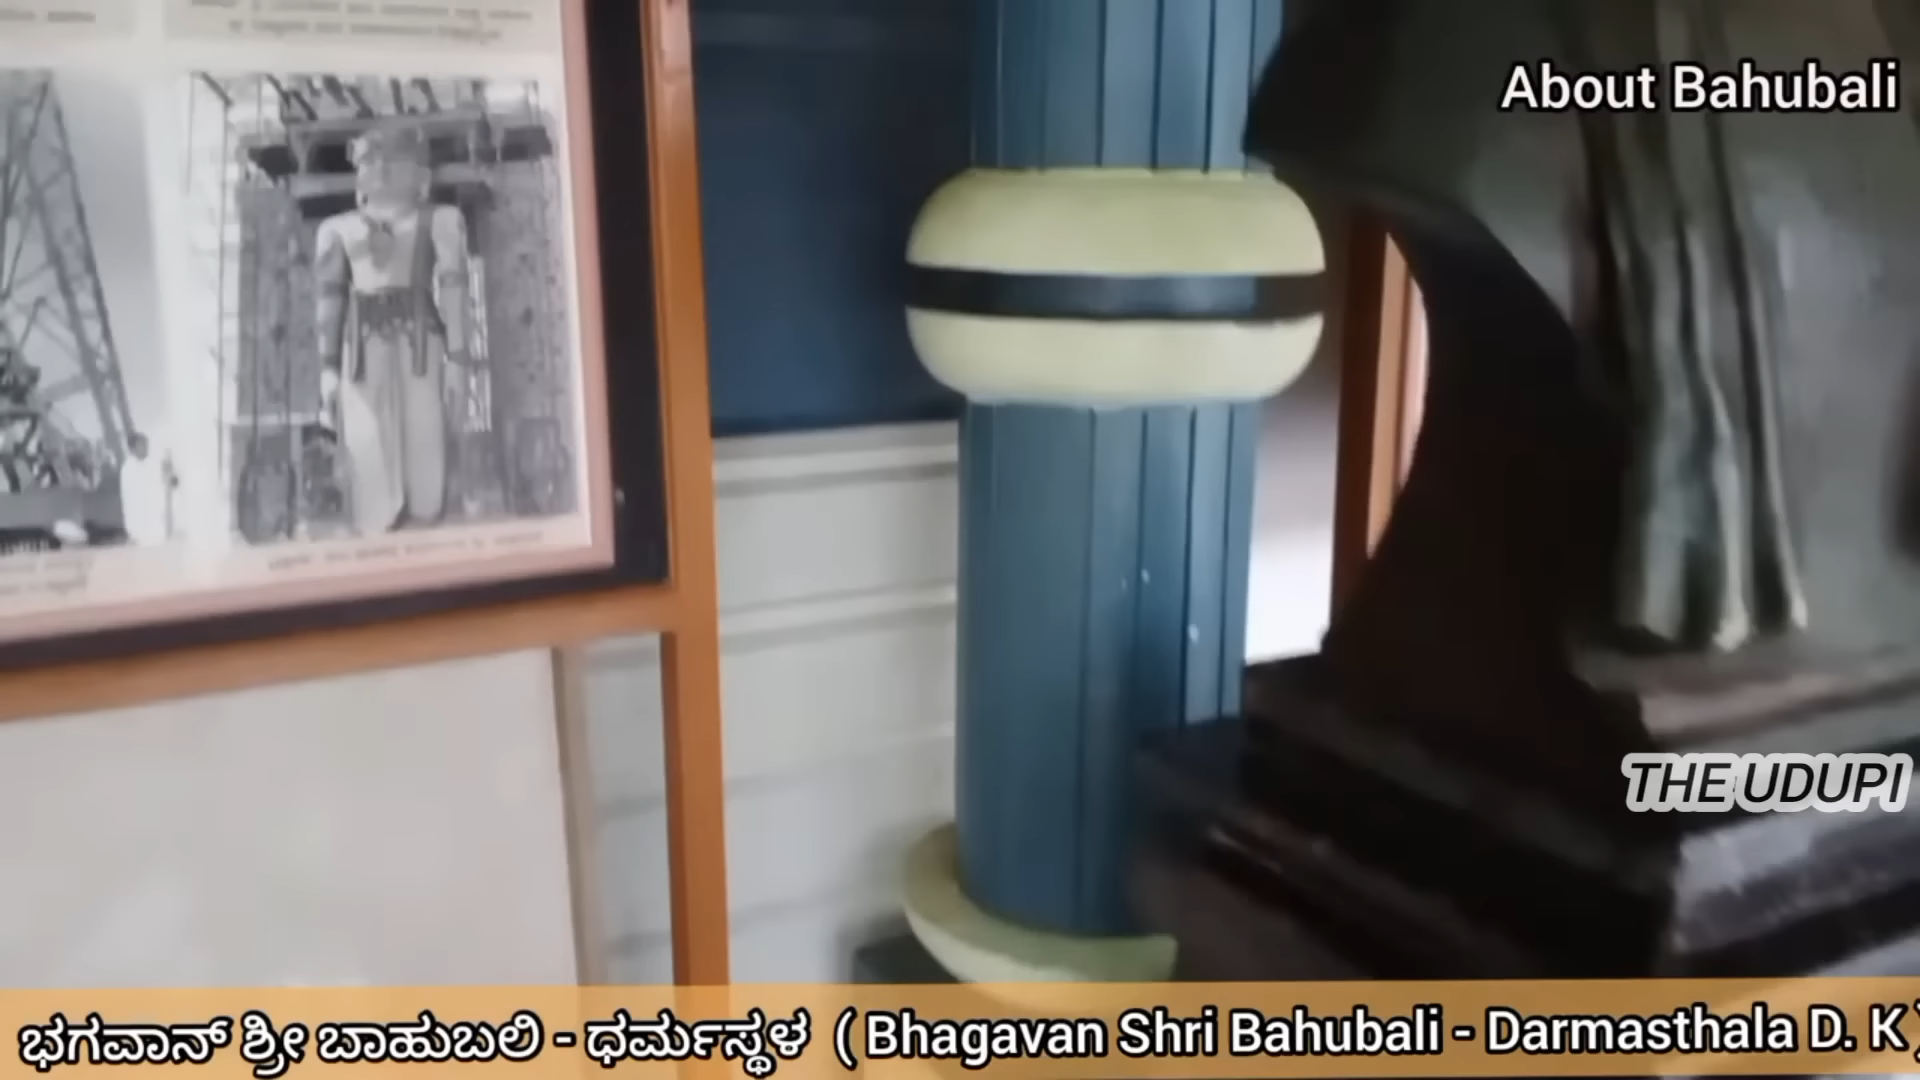 About Bahubali
THE UDUPI
ಭಗವಾನ್ ಶ್ರೀ ಬಾಹುಬಲಿ - ಧರ್ಮಸ್ಥಳ ( Bhagavan Shri Bahubali - Darmasthala D. K )